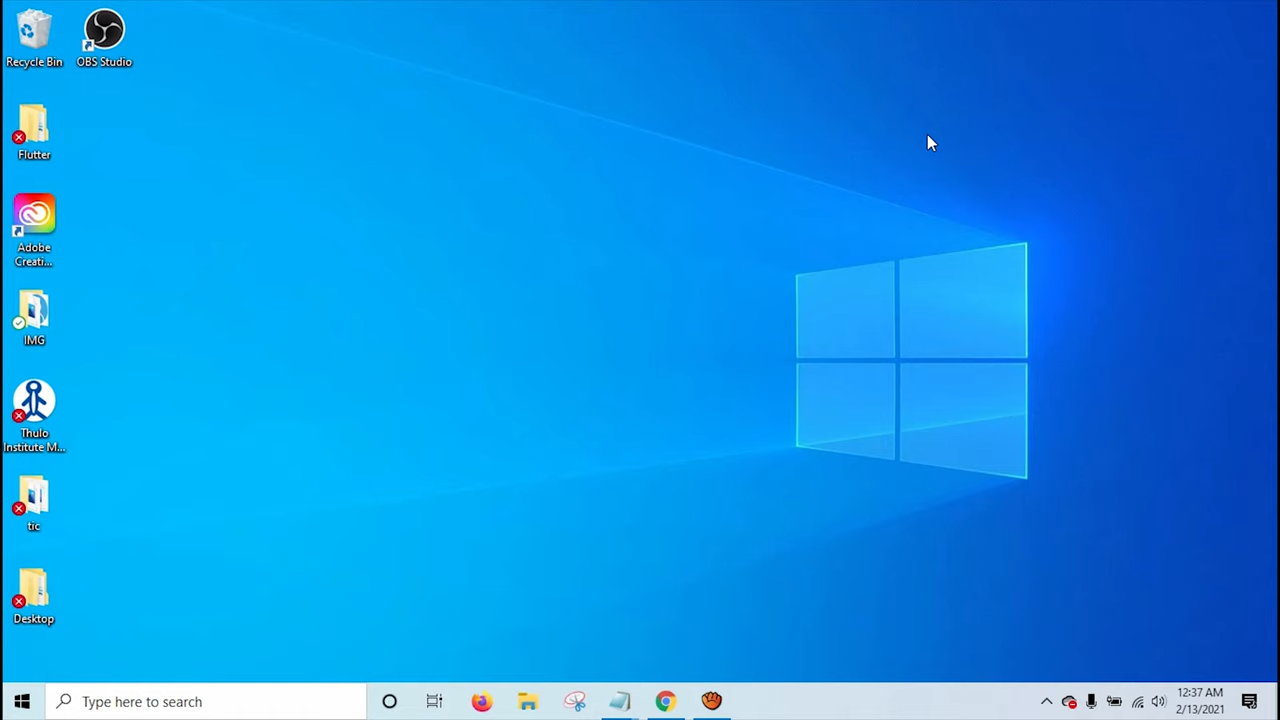 Recycle Bin
OBS Studio
Flutter
Adobe
Creati...
IMG
Thulo
Institute M...
tic
Desktop
Type here to search
12:37 AM
2/13/2021